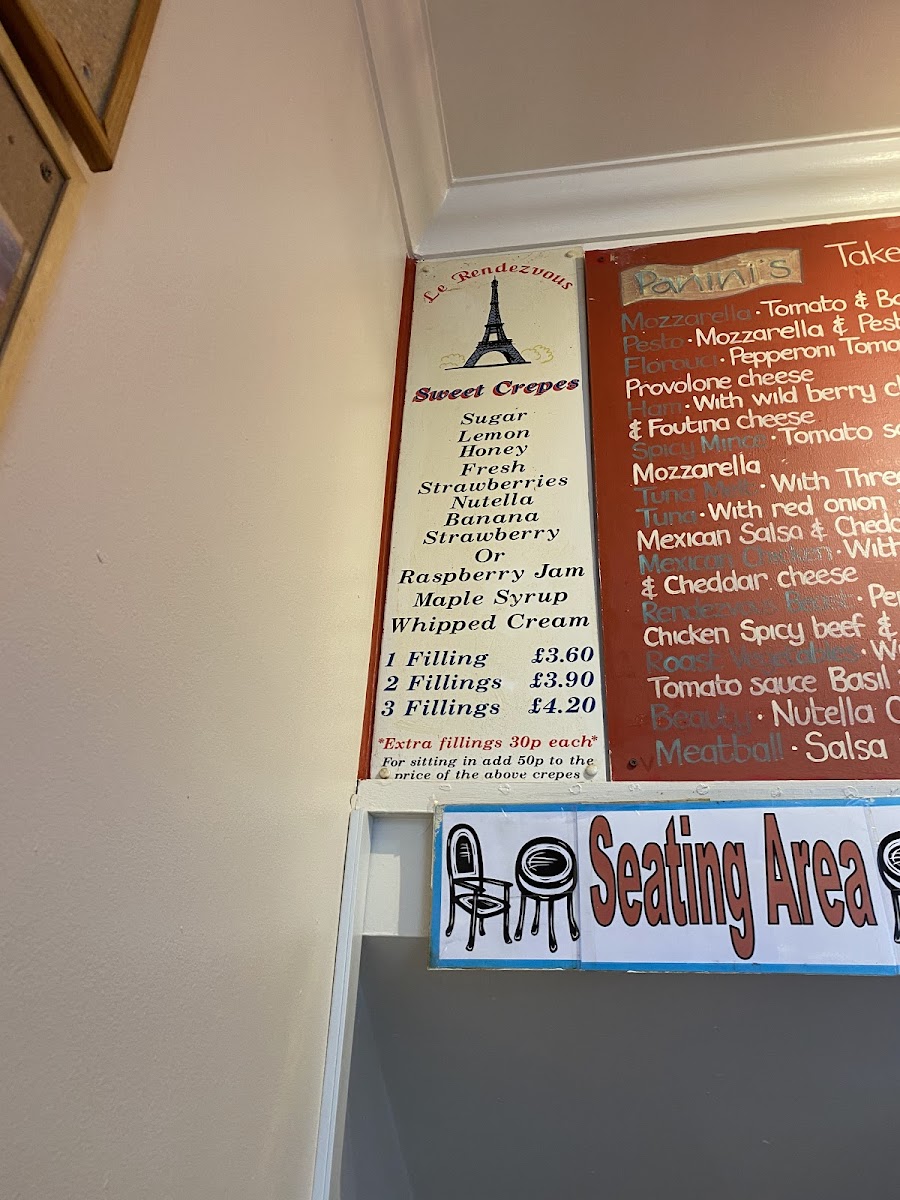 Le Rendezvous
Sweet Crepes
Sugar
Lemon
Honey
Fresh
Strawberries
Nutella
Banana
Strawberry
Or
Raspberry Jam
Maple Syrup
Whipped Cream
1 Filling £3.60
2 Fillings £3.90
3 Fillings £4.20
*Extra fillings 30p each*
For sitting in add 50p to the
price of the above crepes
Panini's Take
Mozzarella · Tomato & Ba
Pesto · Mozzarella & Pest
Pepperoni Toma
Provolone cheese
Ham · With wild berry c
& Foutina cheese
Spicy · Tomato sa
Mozzarella
Tuna Melt · With Thre
Tuna · With red onion
Mexican Salsa & Chedd
Mexican Chicken · With
& Cheddar cheese
Rendezvous Beast · Pe
Chicken Spicy beef &
Roast Vegetables · W
Tomato sauce Basil
Beauty · Nutella
Meatball · Salsa
V
Seating Area